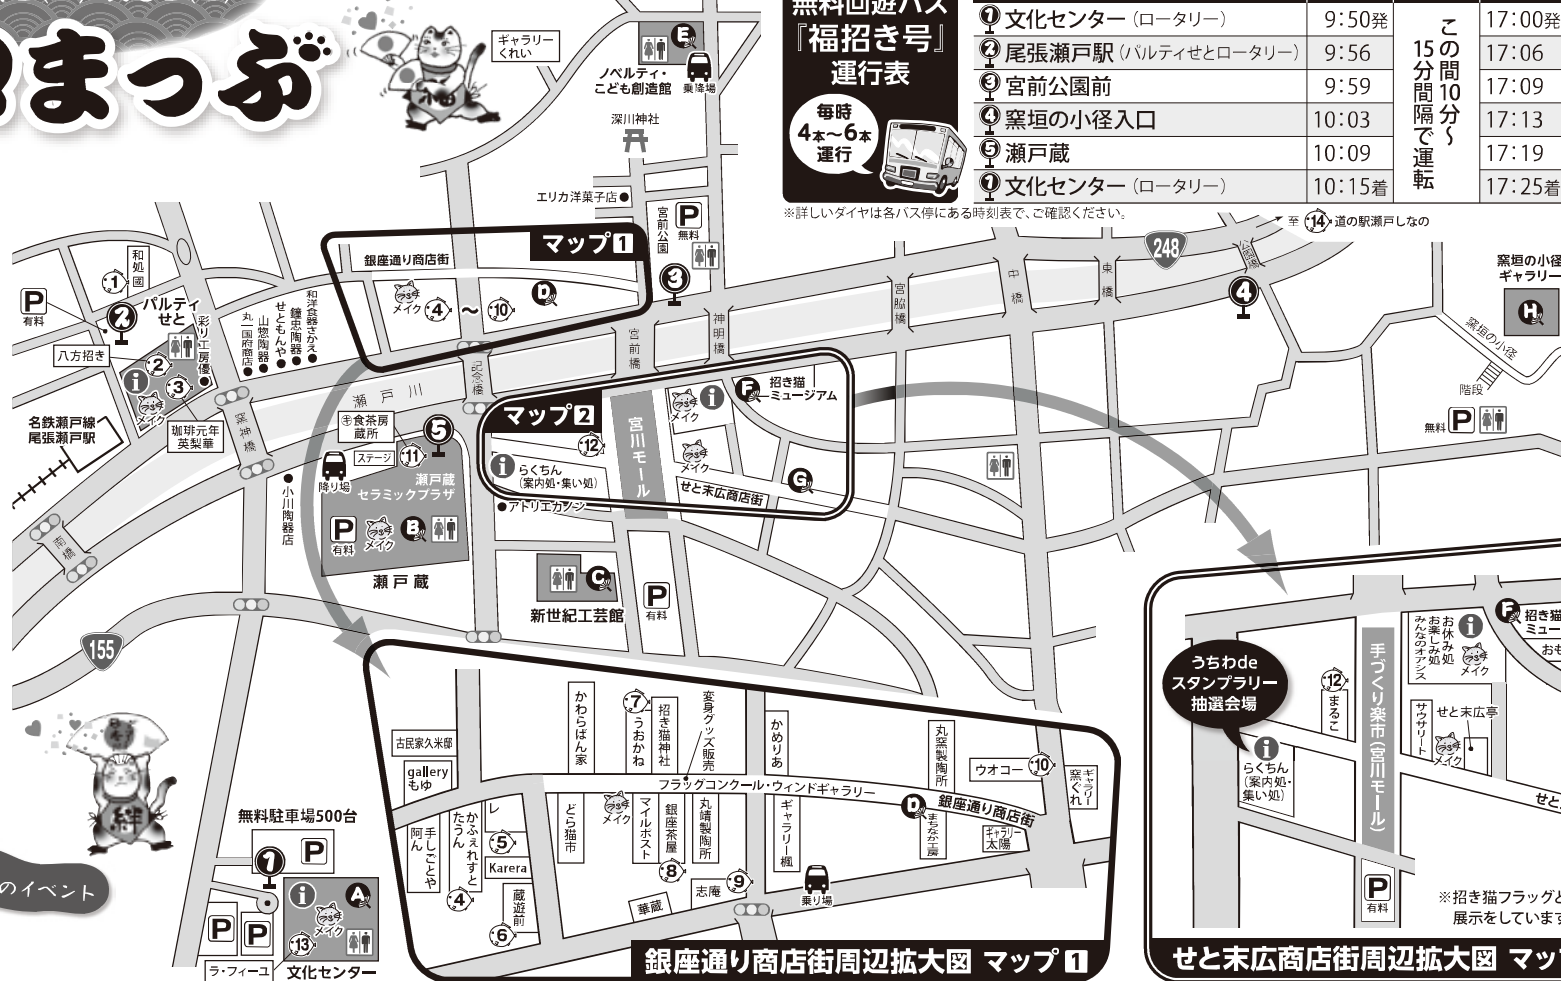 まっぷ
ギャラリー
くれい
ノベルティ・
こども創造館
乗降場
深川神社
エリカ洋菓子店
宮前公園
無料
無料回遊バス
『福招き号』
運行表
毎時
4本~6本
運行
❶文化センター(ロータリー) 9:50発 17:00発
❷尾張瀬戸駅(パルティせとロータリー) 9:56 17:06
❸宮前公園前 9:59 17:09
❹窯垣の小径入口 10:03 17:13
❺瀬戸蔵 10:09 17:19
❶文化センター(ロータリー) 10:15着 17:25着
この間10分~
15分間隔で運転
※詳しいダイヤは各バス停にある時刻表で、ご確認ください。
至 ⑭ 道の駅瀬戸しなの
248
マップ1
銀座通り商店街
メイク
④~⑩
D
❸
和処 國
①
P
有料
❷
パルティ
せと
彩り工房優
八方招き
②
③
メイク
珈琲元年
英梨華
名鉄瀬戸線
尾張瀬戸駅
丸一国府商店
山惣陶器
せともんや
鐘忠陶器
和洋食器さかえ
窯神橋
瀬戸川
記念橋
宮前橋
神明橋
宮脇橋
中橋
東橋
公園橋
❹
窯垣の小径
ギャラリー
H
窯垣の小径
階段
無料
P
㐂食茶房
蔵所
ステージ
⑪
❺
降り場
瀬戸蔵
セラミックプラザ
P
有料
メイク
B
瀬戸蔵
小川陶器店
南橋
155
マップ2
⑫
らくちん
(案内処・集い処)
アトリエカノン
宮川モール
メイク
メイク
F
招き猫
ミュージアム
G
せと末広商店街
C
新世紀工芸館
P
有料
無料駐車場500台
❶
P
P
P
A
メイク
⑬
ラ・フィーユ
文化センター
絆
のイベント
古民家久米邸
gallery
もゆ
手しごとや
阿ん
かふぇれすと
たうん
④
レ
⑤
Karera
蔵遊前
⑥
かわらばん家
⑦
うおかね
招き猫神社
変身グッズ販売
かめりあ
フラッグコンクール・ウィンドギャラリー
どら猫市
メイク
マイルポスト
銀座茶屋
⑧
丸靖製陶所
華蔵
志庵
⑨
ギャラリー楓
乗り場
丸窯製陶所
D
まちなか工房
銀座通り商店街
ウオコー
⑩
ギャラリー
窯ぐれ
ギャラリー
太陽
銀座通り商店街周辺拡大図 マップ1
うちわde
スタンプラリー
抽選会場
らくちん
(案内処・
集い処)
⑫
まるこ
手づくり楽市(宮川モール)
お休み処
お楽しみ処
みんなのオアシス
メイク
F
招き猫
ミュー
おも
サウサリート
せと末広亭
メイク
せと
P
有料
※招き猫フラッグと
展示をしています
せと末広商店街周辺拡大図 マップ